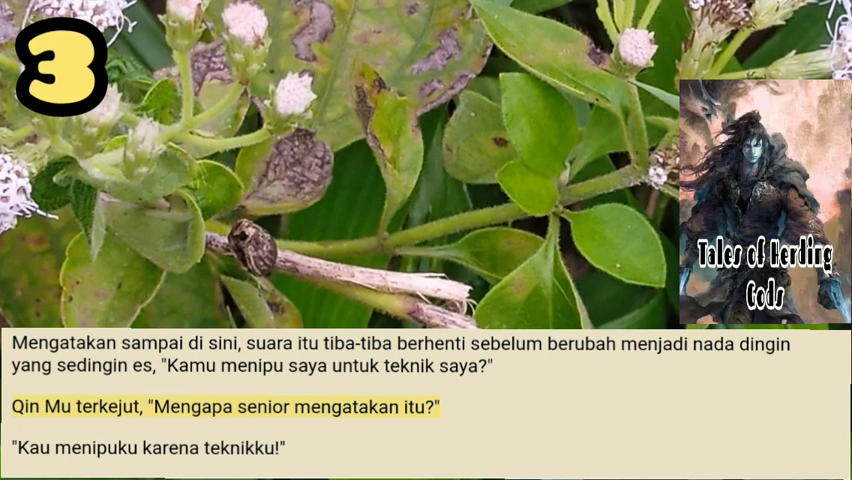 3
Tales of Herding
Gods
Mengatakan sampai di sini, suara itu tiba-tiba berhenti sebelum berubah menjadi nada dingin
yang sedingin es, "Kamu menipu saya untuk teknik saya?"
Qin Mu terkejut, "Mengapa senior mengatakan itu?"
"Kau menipuku karena teknikku!"